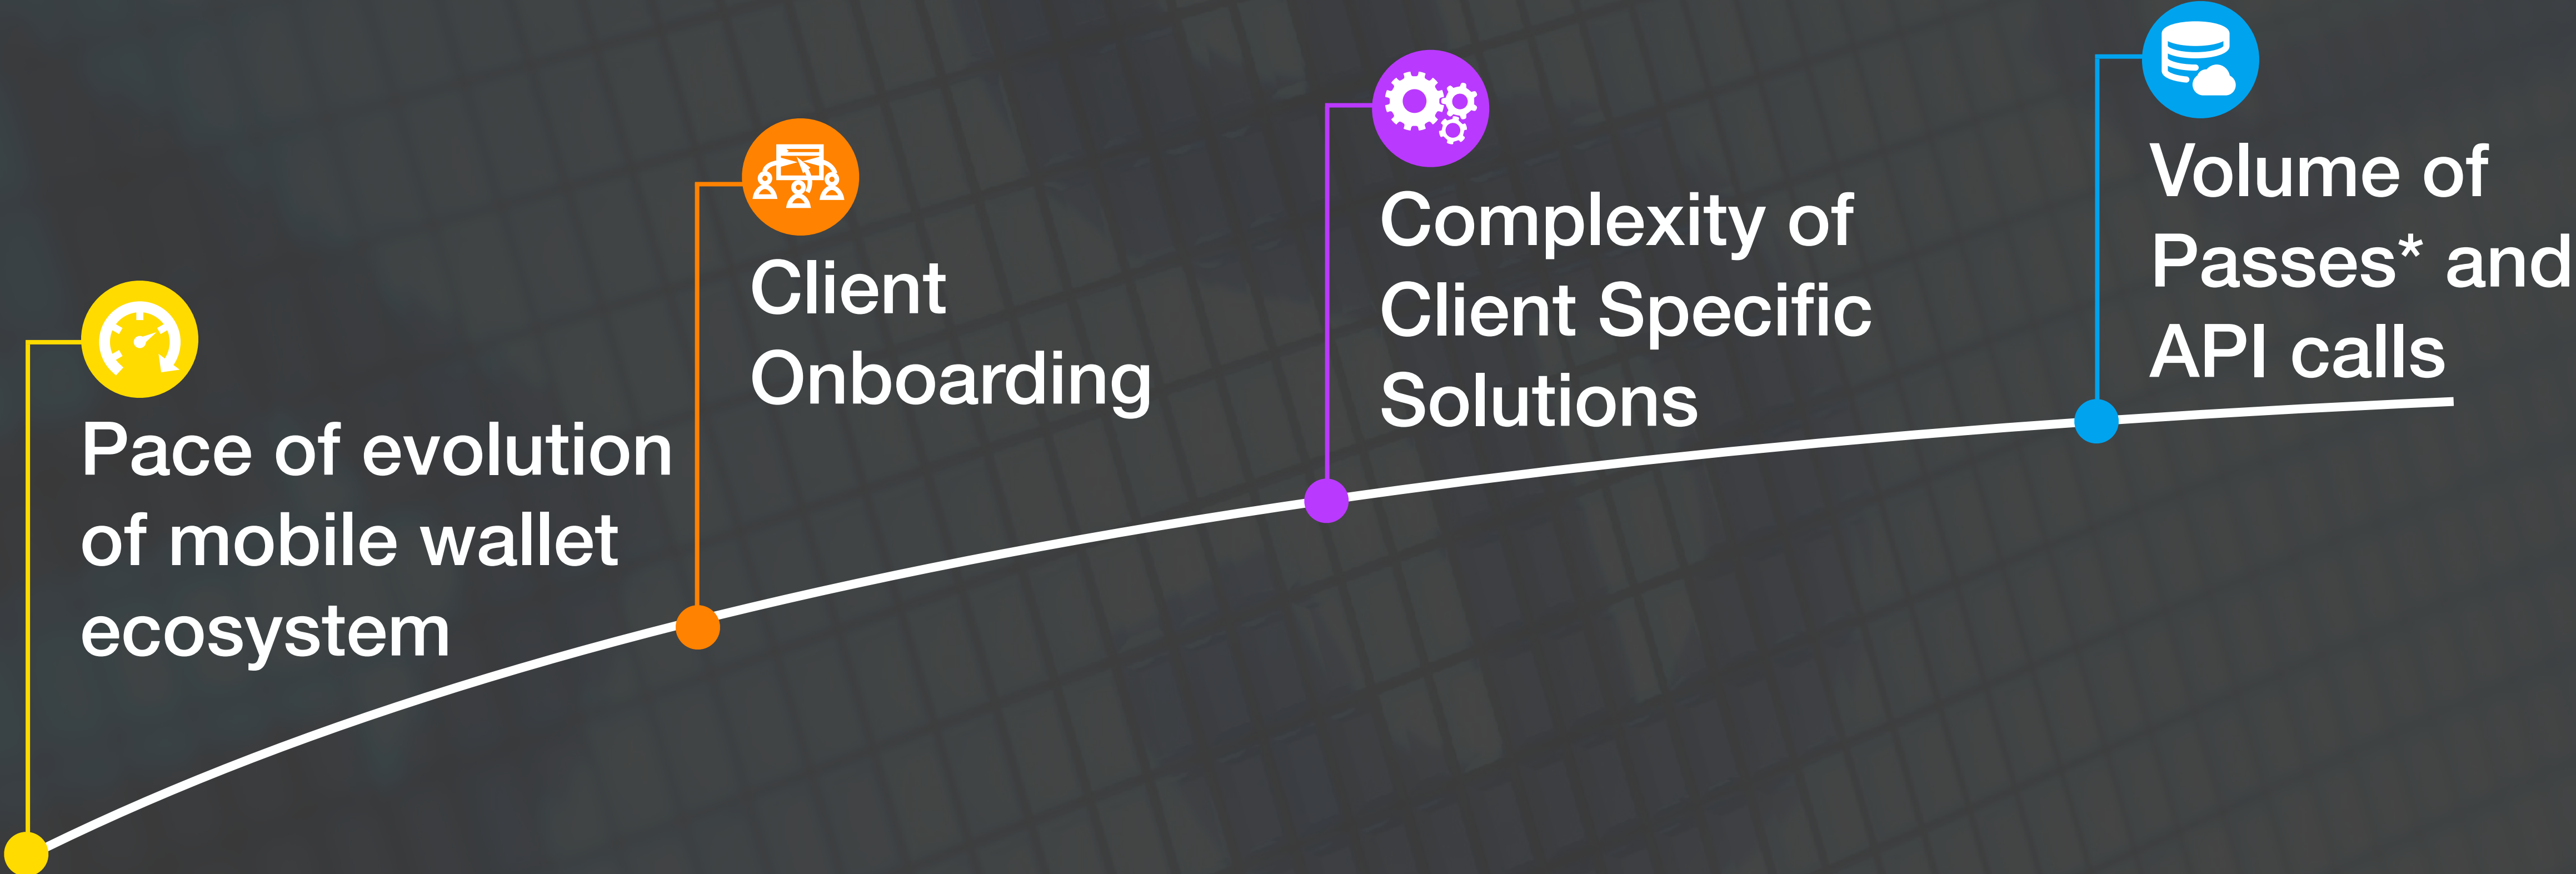 Pace of evolution
of mobile wallet
ecosystem
Client
Onboarding
Complexity of
Client Specific
Solutions
Volume of
Passes* and
API calls